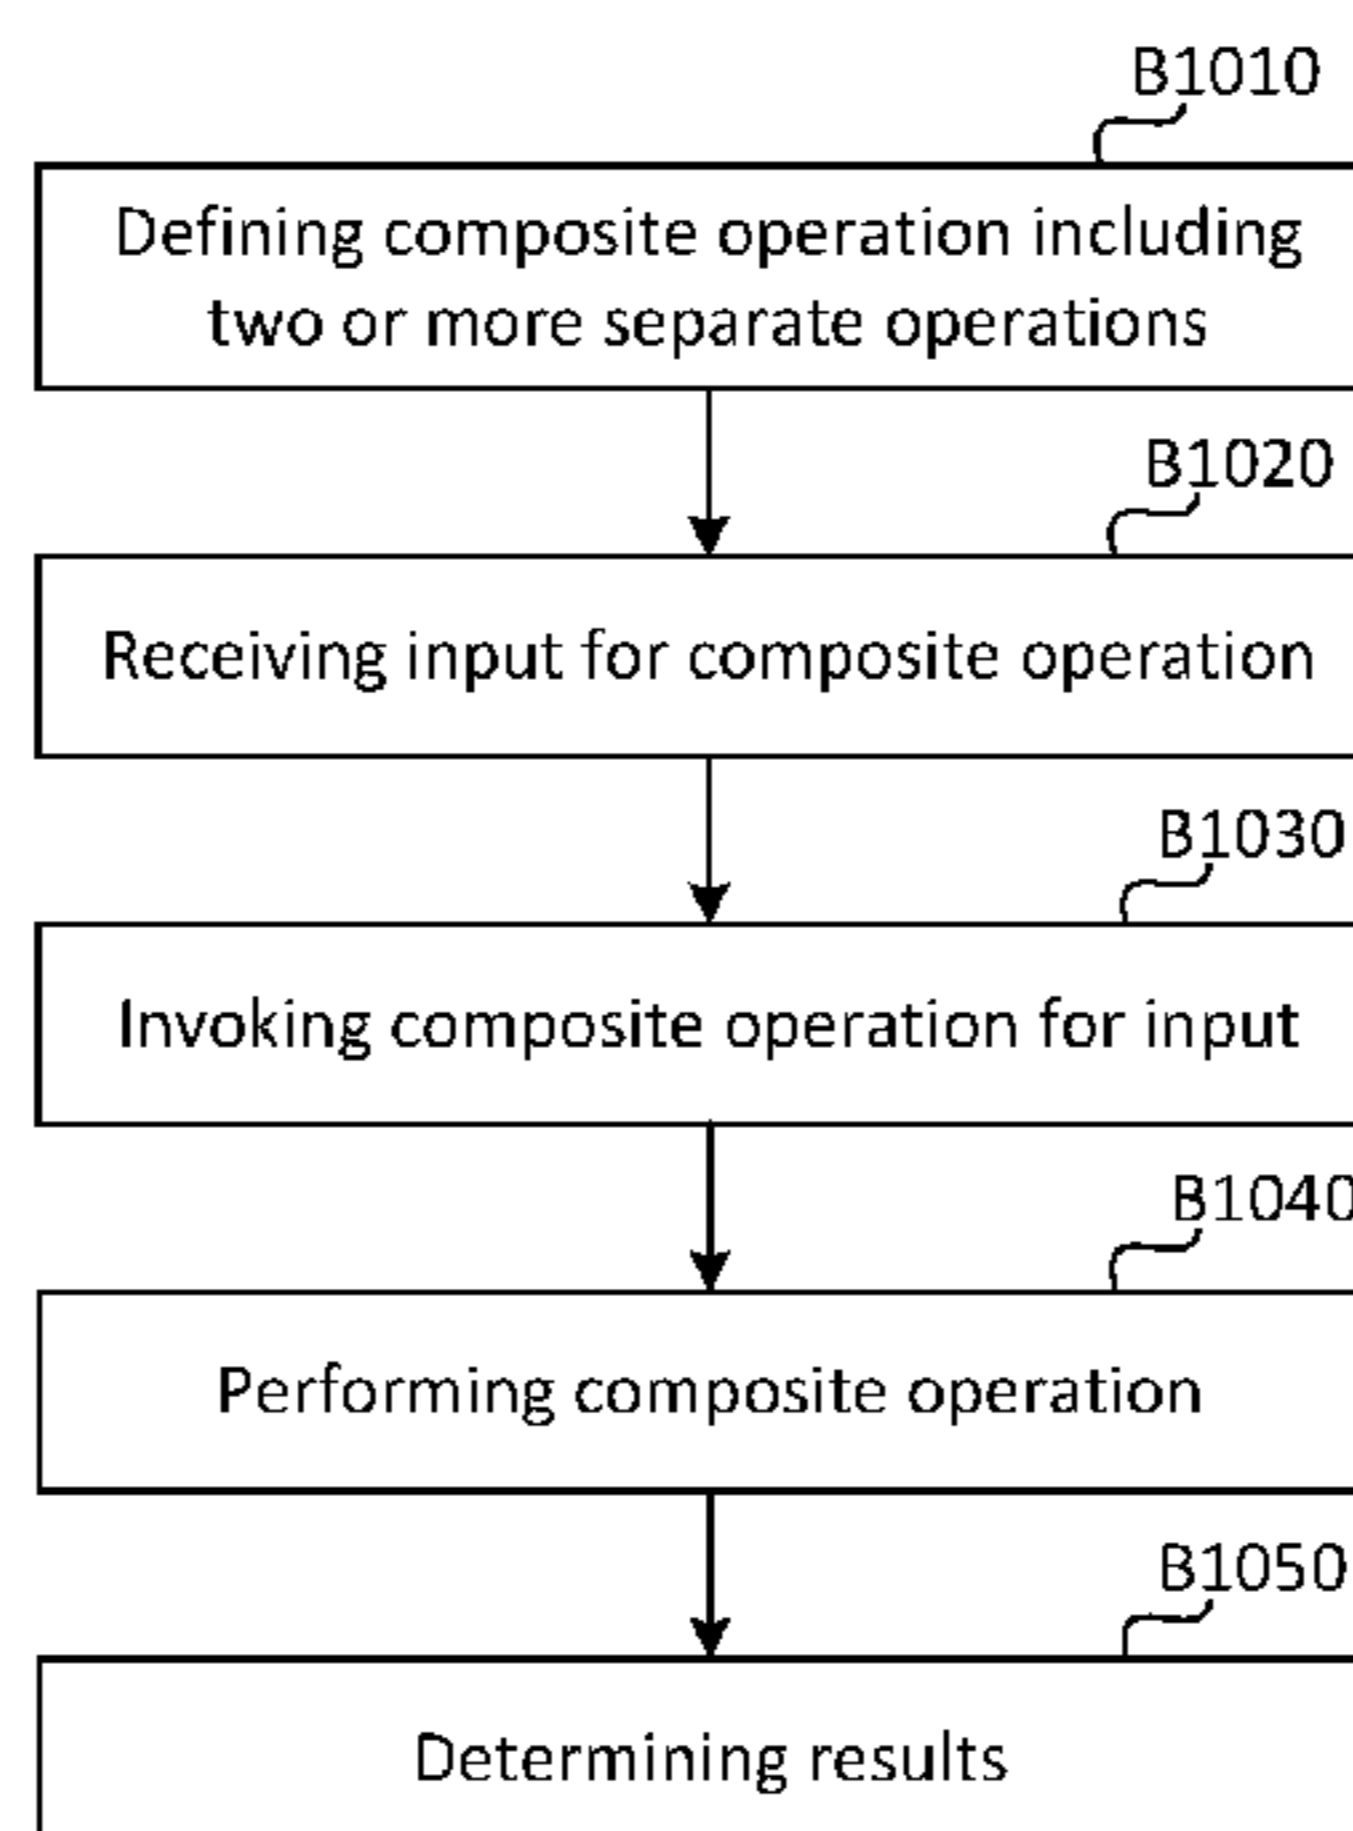 B1010
Defining composite operation including
two or more separate operations
B1020
Receiving input for composite operation
B1030
Invoking composite operation for input
B1040
Performing composite operation
B1050
Determining results